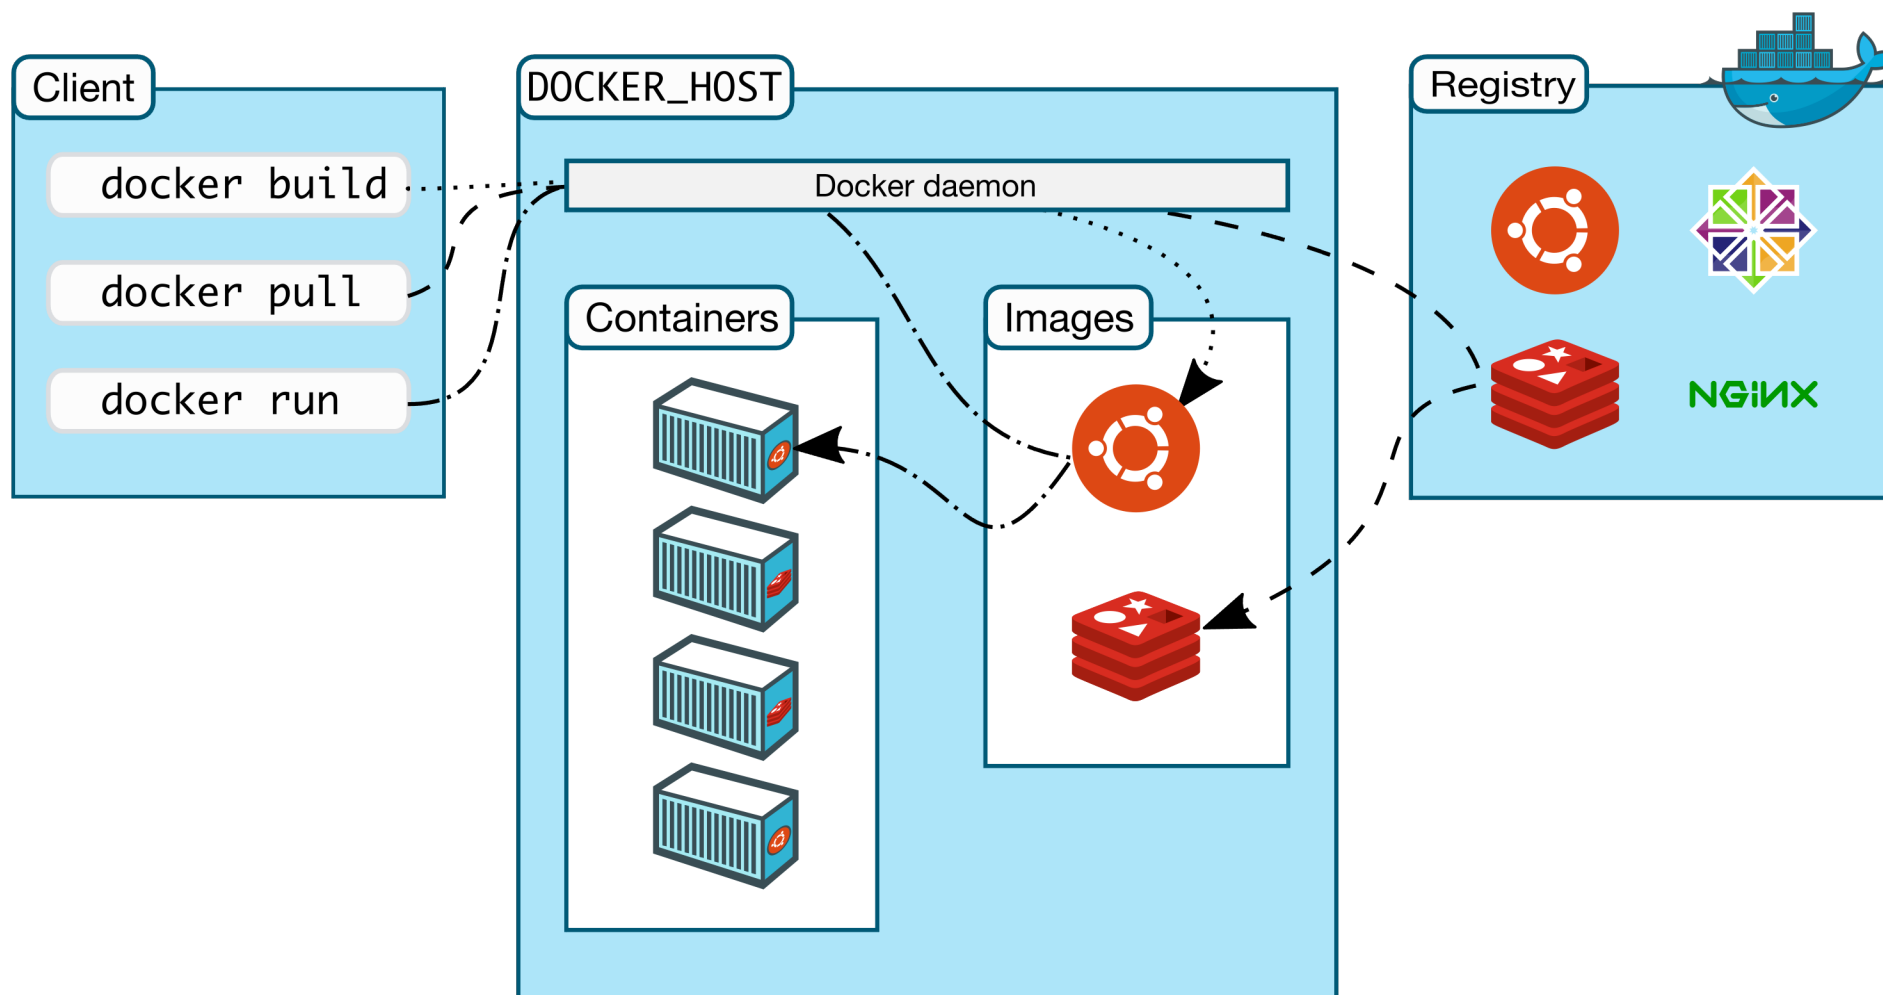 Client
docker build
docker pull
docker run
DOCKER_HOST
Docker daemon
Containers
Images
Registry
NGINX